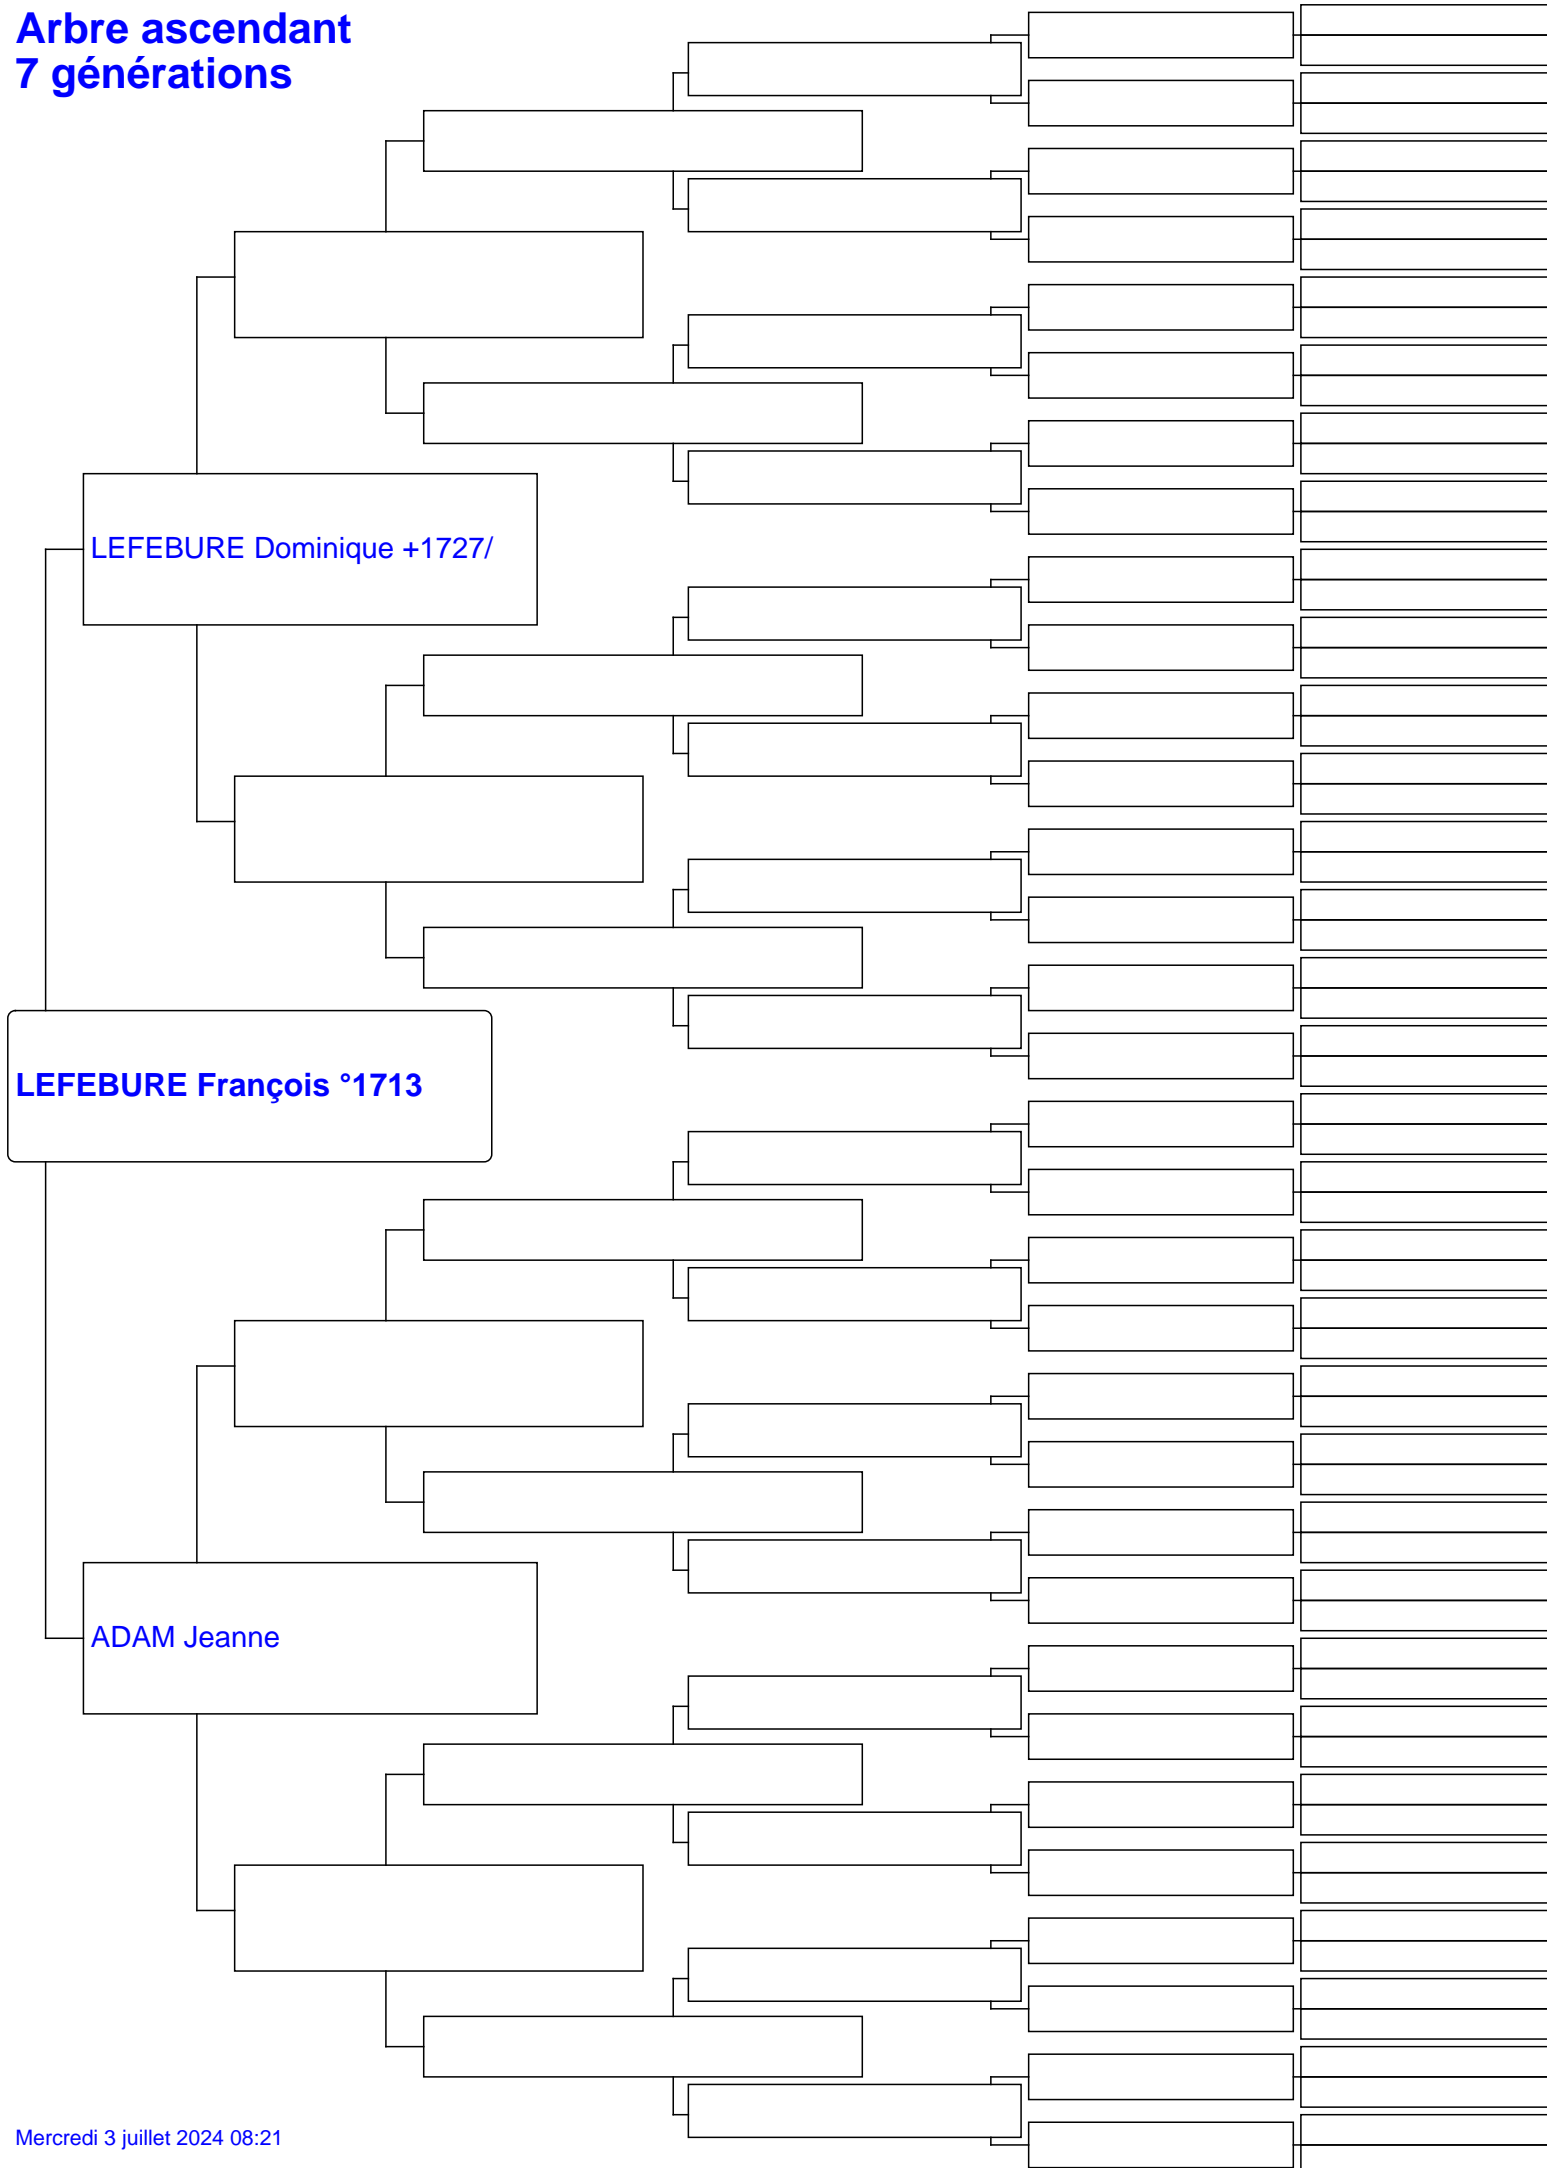 Arbre ascendant
7 générations
LEFEBURE Dominique +1727/
LEFEBURE François °1713
ADAM Jeanne
Mercredi 3 juillet 2024 08:21